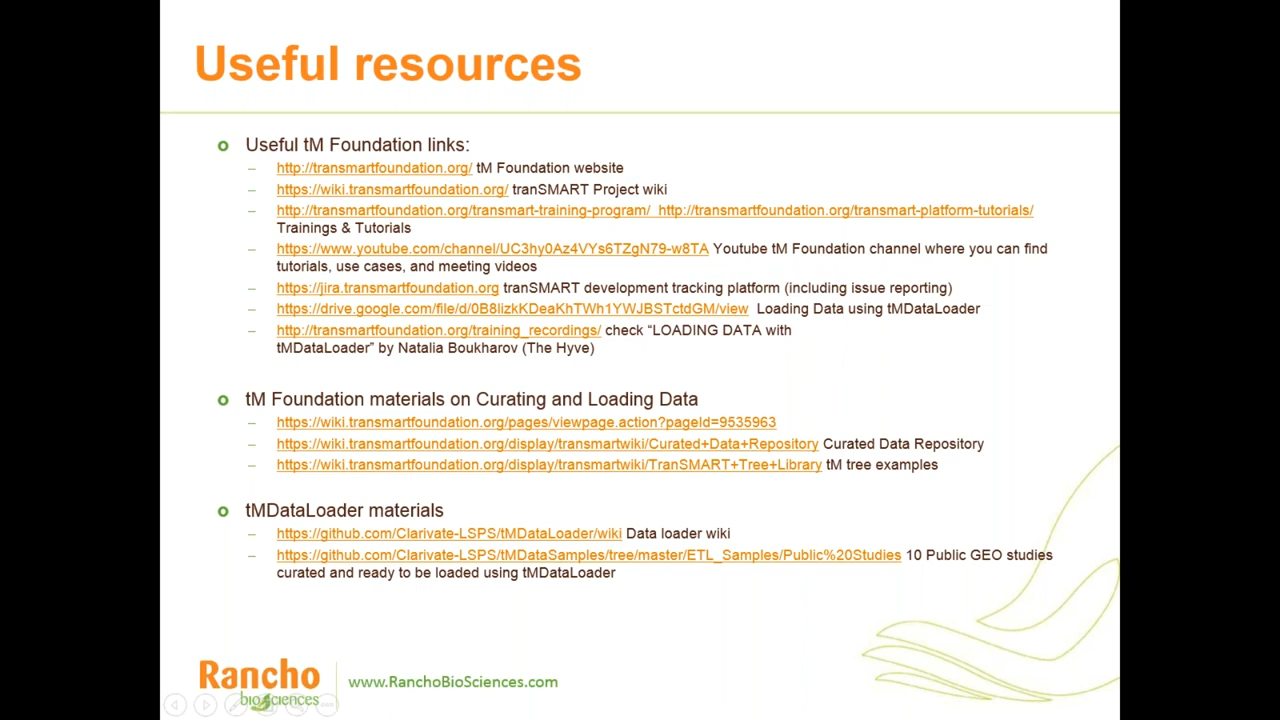 Useful resources
Useful tM Foundation links:
http://transmartfoundation.org/ tM Foundation website
https://wiki.transmartfoundation.org/ tranSMART Project wiki
http://transmartfoundation.org/transmart-training-program/ http://transmartfoundation.org/transmart-platform-tutorials/
Trainings & Tutorials
https://www.youtube.com/channel/UC3hy0Az4VYs6TZgN79-w8TA Youtube tM Foundation channel where you can find
tutorials, use cases, and meeting videos
https://jira.transmartfoundation.org tranSMART development tracking platform (including issue reporting)
https://drive.google.com/file/d/0B8lizkKDeaKhTWh1YWJBSTctdGM/view Loading Data using tMDataLoader
http://transmartfoundation.org/training_recordings/ check “LOADING DATA with
tMDataLoader” by Natalia Boukharov (The Hyve)
tM Foundation materials on Curating and Loading Data
https://wiki.transmartfoundation.org/pages/viewpage.action?pageId=9535963
https://wiki.transmartfoundation.org/display/transmartwiki/Curated+Data+Repository Curated Data Repository
https://wiki.transmartfoundation.org/display/transmartwiki/TranSMART+Tree+Library tM tree examples
tMDataLoader materials
https://github.com/Clarivate-LSPS/tMDataLoader/wiki Data loader wiki
https://github.com/Clarivate-LSPS/tMDataSamples/tree/master/ETL_Samples/Public%20Studies 10 Public GEO studies
curated and ready to be loaded using tMDataLoader
Rancho
biosciences
www.RanchoBioSciences.com